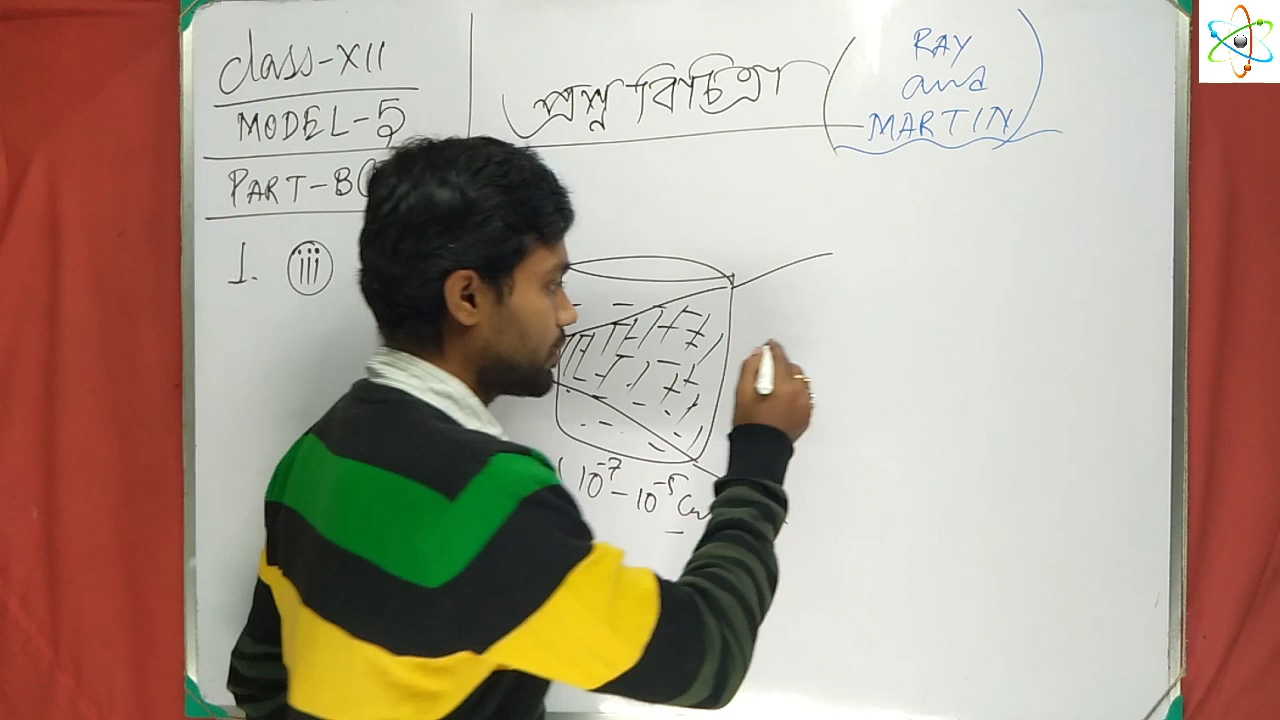 Class-XII
MODEL-5
PART-B(
প্রশ্ন বিচিত্রা
RAY
and
MARTIN
1. iii
10⁻⁷-10⁻⁵ Cm